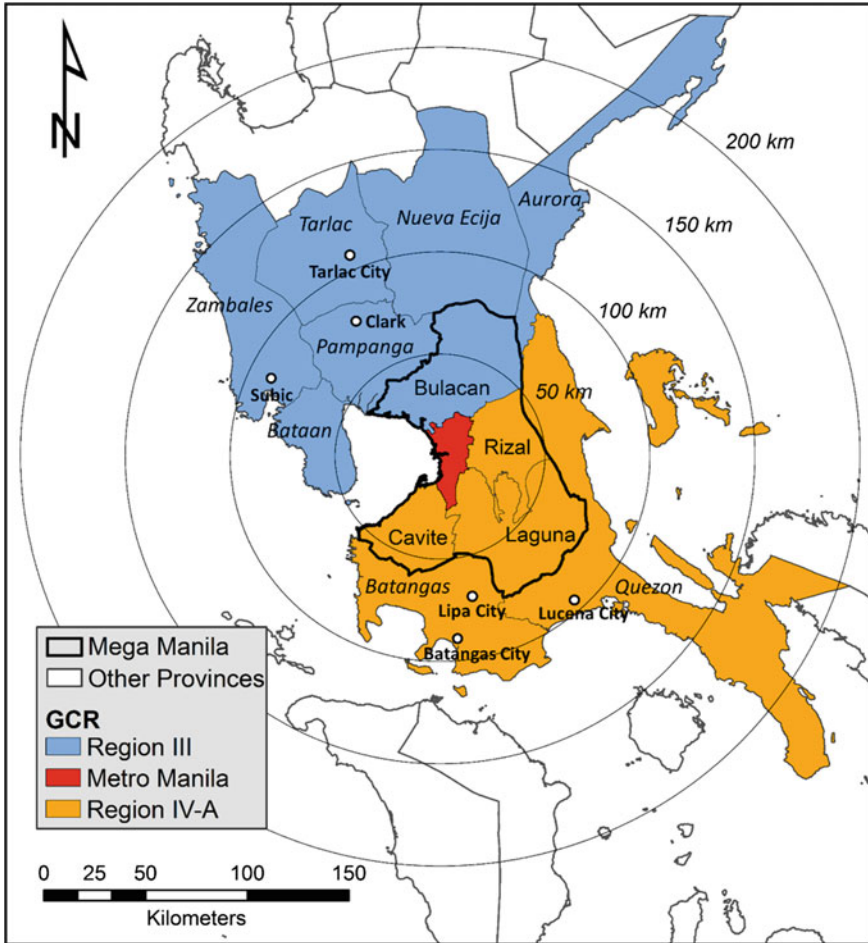 N
200 km
150 km
100 km
50 km
Aurora
Nueva Ecija
Tarlac
Tarlac City
Zambales
Clark
Pampanga
Subic
Bulacan
Bataan
Rizal
Cavite
Laguna
Batangas
Quezon
Lipa City
Lucena City
Batangas City
Mega Manila
Other Provinces
GCR
Region III
Metro Manila
Region IV-A
0 25 50 100 150
Kilometers